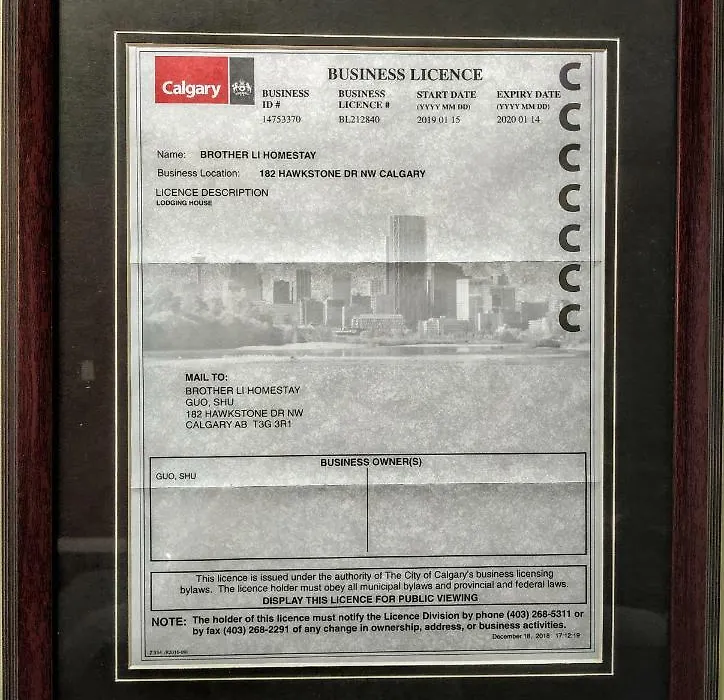 Calgary
BUSINESS LICENCE
BUSINESS ID #
BUSINESS LICENCE #
START DATE (YYYY MM DD)
EXPIRY DATE (YYYY MM DD)
14753370 BL212840 2019 01 15 2020 01 14
Name: BROTHER LI HOMESTAY
Business Location: 182 HAWKSTONE DR NW CALGARY
LICENCE DESCRIPTION
LODGING HOUSE
MAIL TO:
BROTHER LI HOMESTAY
GUO, SHU
182 HAWKSTONE DR NW
CALGARY AB T3G 3R1
BUSINESS OWNER(S)
GUO, SHU
This licence is issued under the authority of The City of Calgary's business licensing
bylaws. The licence holder must obey all municipal bylaws and provincial and federal laws.
DISPLAY THIS LICENCE FOR PUBLIC VIEWING
NOTE: The holder of this licence must notify the Licence Division by phone (403) 268-5311 or
by fax (403) 268-2291 of any change in ownership, address, or business activities.
December 18, 2018 17:12:19